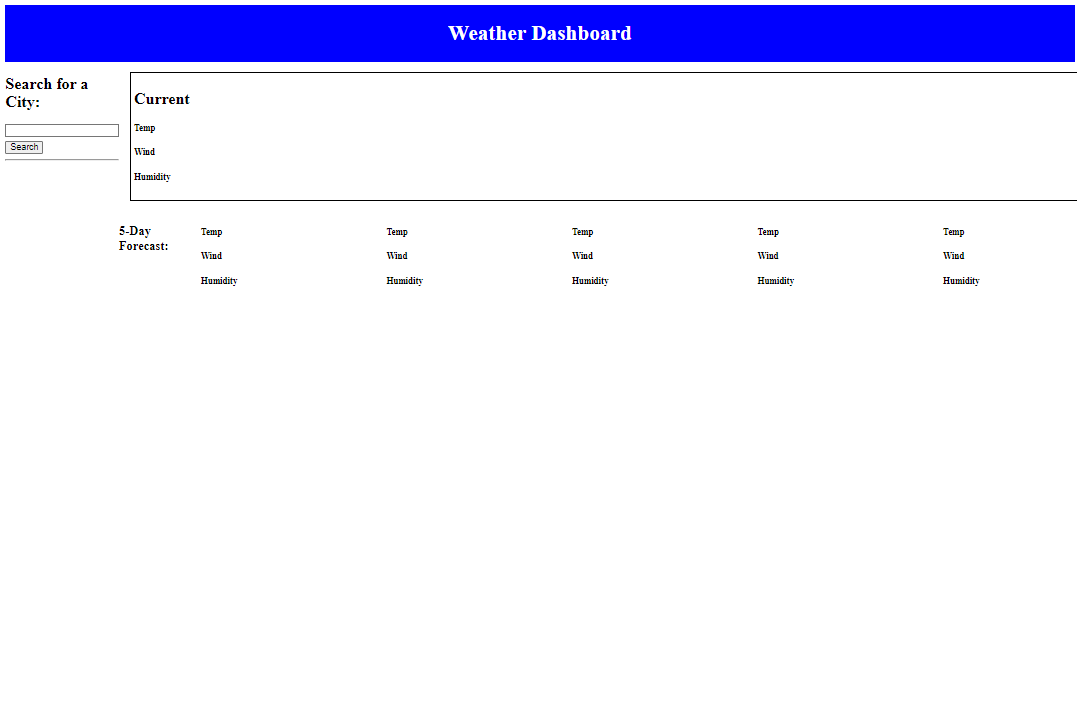 Weather Dashboard
Search for a
City:
Search
Current
Temp
Wind
Humidity
5-Day
Forecast:
Temp
Wind
Humidity
Temp
Wind
Humidity
Temp
Wind
Humidity
Temp
Wind
Humidity
Temp
Wind
Humidity